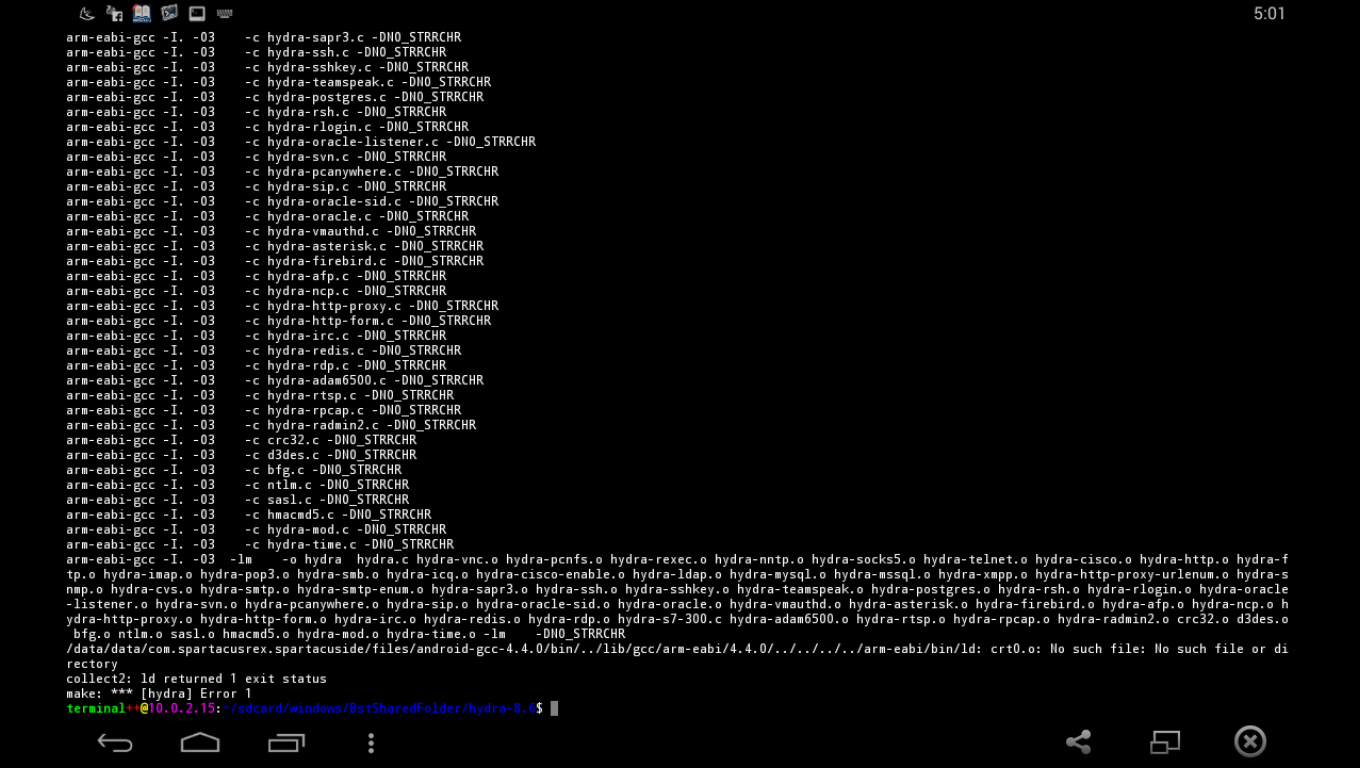 5:01
arm-eabi-gcc -I. -O3 -c hydra-sapr3.c -DNO_STRRCHR
arm-eabi-gcc -I. -O3 -c hydra-ssh.c -DNO_STRRCHR
arm-eabi-gcc -I. -O3 -c hydra-sshkey.c -DNO_STRRCHR
arm-eabi-gcc -I. -O3 -c hydra-teamspeak.c -DNO_STRRCHR
arm-eabi-gcc -I. -O3 -c hydra-postgres.c -DNO_STRRCHR
arm-eabi-gcc -I. -O3 -c hydra-rsh.c -DNO_STRRCHR
arm-eabi-gcc -I. -O3 -c hydra-rlogin.c -DNO_STRRCHR
arm-eabi-gcc -I. -O3 -c hydra-oracle-listener.c -DNO_STRRCHR
arm-eabi-gcc -I. -O3 -c hydra-svn.c -DNO_STRRCHR
arm-eabi-gcc -I. -O3 -c hydra-pcanywhere.c -DNO_STRRCHR
arm-eabi-gcc -I. -O3 -c hydra-sip.c -DNO_STRRCHR
arm-eabi-gcc -I. -O3 -c hydra-oracle-sid.c -DNO_STRRCHR
arm-eabi-gcc -I. -O3 -c hydra-oracle.c -DNO_STRRCHR
arm-eabi-gcc -I. -O3 -c hydra-vmauthd.c -DNO_STRRCHR
arm-eabi-gcc -I. -O3 -c hydra-asterisk.c -DNO_STRRCHR
arm-eabi-gcc -I. -O3 -c hydra-firebird.c -DNO_STRRCHR
arm-eabi-gcc -I. -O3 -c hydra-afp.c -DNO_STRRCHR
arm-eabi-gcc -I. -O3 -c hydra-ncp.c -DNO_STRRCHR
arm-eabi-gcc -I. -O3 -c hydra-http-proxy.c -DNO_STRRCHR
arm-eabi-gcc -I. -O3 -c hydra-http-form.c -DNO_STRRCHR
arm-eabi-gcc -I. -O3 -c hydra-irc.c -DNO_STRRCHR
arm-eabi-gcc -I. -O3 -c hydra-redis.c -DNO_STRRCHR
arm-eabi-gcc -I. -O3 -c hydra-rdp.c -DNO_STRRCHR
arm-eabi-gcc -I. -O3 -c hydra-adam6500.c -DNO_STRRCHR
arm-eabi-gcc -I. -O3 -c hydra-rtsp.c -DNO_STRRCHR
arm-eabi-gcc -I. -O3 -c hydra-rpcap.c -DNO_STRRCHR
arm-eabi-gcc -I. -O3 -c hydra-radmin2.c -DNO_STRRCHR
arm-eabi-gcc -I. -O3 -c crc32.c -DNO_STRRCHR
arm-eabi-gcc -I. -O3 -c d3des.c -DNO_STRRCHR
arm-eabi-gcc -I. -O3 -c bfg.c -DNO_STRRCHR
arm-eabi-gcc -I. -O3 -c ntlm.c -DNO_STRRCHR
arm-eabi-gcc -I. -O3 -c sasl.c -DNO_STRRCHR
arm-eabi-gcc -I. -O3 -c hmacmd5.c -DNO_STRRCHR
arm-eabi-gcc -I. -O3 -c hydra-mod.c -DNO_STRRCHR
arm-eabi-gcc -I. -O3 -c hydra-time.c -DNO_STRRCHR
arm-eabi-gcc -I. -O3 -lm -o hydra hydra.c hydra-vnc.o hydra-pcnfs.o hydra-rexec.o hydra-nntp.o hydra-socks5.o hydra-telnet.o hydra-cisco.o hydra-http.o hydra-f
tp.o hydra-imap.o hydra-pop3.o hydra-smb.o hydra-icq.o hydra-cisco-enable.o hydra-ldap.o hydra-mysql.o hydra-mssql.o hydra-xmpp.o hydra-http-proxy-urlenum.o hydra-s
nmp.o hydra-cvs.o hydra-smtp.o hydra-smtp-enum.o hydra-sapr3.o hydra-ssh.o hydra-sshkey.o hydra-teamspeak.o hydra-postgres.o hydra-rsh.o hydra-rlogin.o hydra-oracle
-listener.o hydra-svn.o hydra-pcanywhere.o hydra-sip.o hydra-oracle-sid.o hydra-oracle.o hydra-vmauthd.o hydra-asterisk.o hydra-firebird.o hydra-afp.o hydra-ncp.o h
ydra-http-proxy.o hydra-http-form.o hydra-irc.o hydra-redis.o hydra-rdp.o hydra-s7-300.c hydra-adam6500.o hydra-rtsp.o hydra-rpcap.o hydra-radmin2.o crc32.o d3des.o
bfg.o ntlm.o sasl.o hmacmd5.o hydra-mod.o hydra-time.o -lm -DNO_STRRCHR
/data/data/com.spartacusrex.spartacuside/files/android-gcc-4.4.0/bin/../lib/gcc/arm-eabi/4.4.0/../../../../arm-eabi/bin/ld: crt0.o: No such file: No such file or di
rectory
collect2: ld returned 1 exit status
make: *** [hydra] Error 1
terminal++@10.0.2.15:~/sdcard/windows/BstSharedFolder/hydra-8.6$